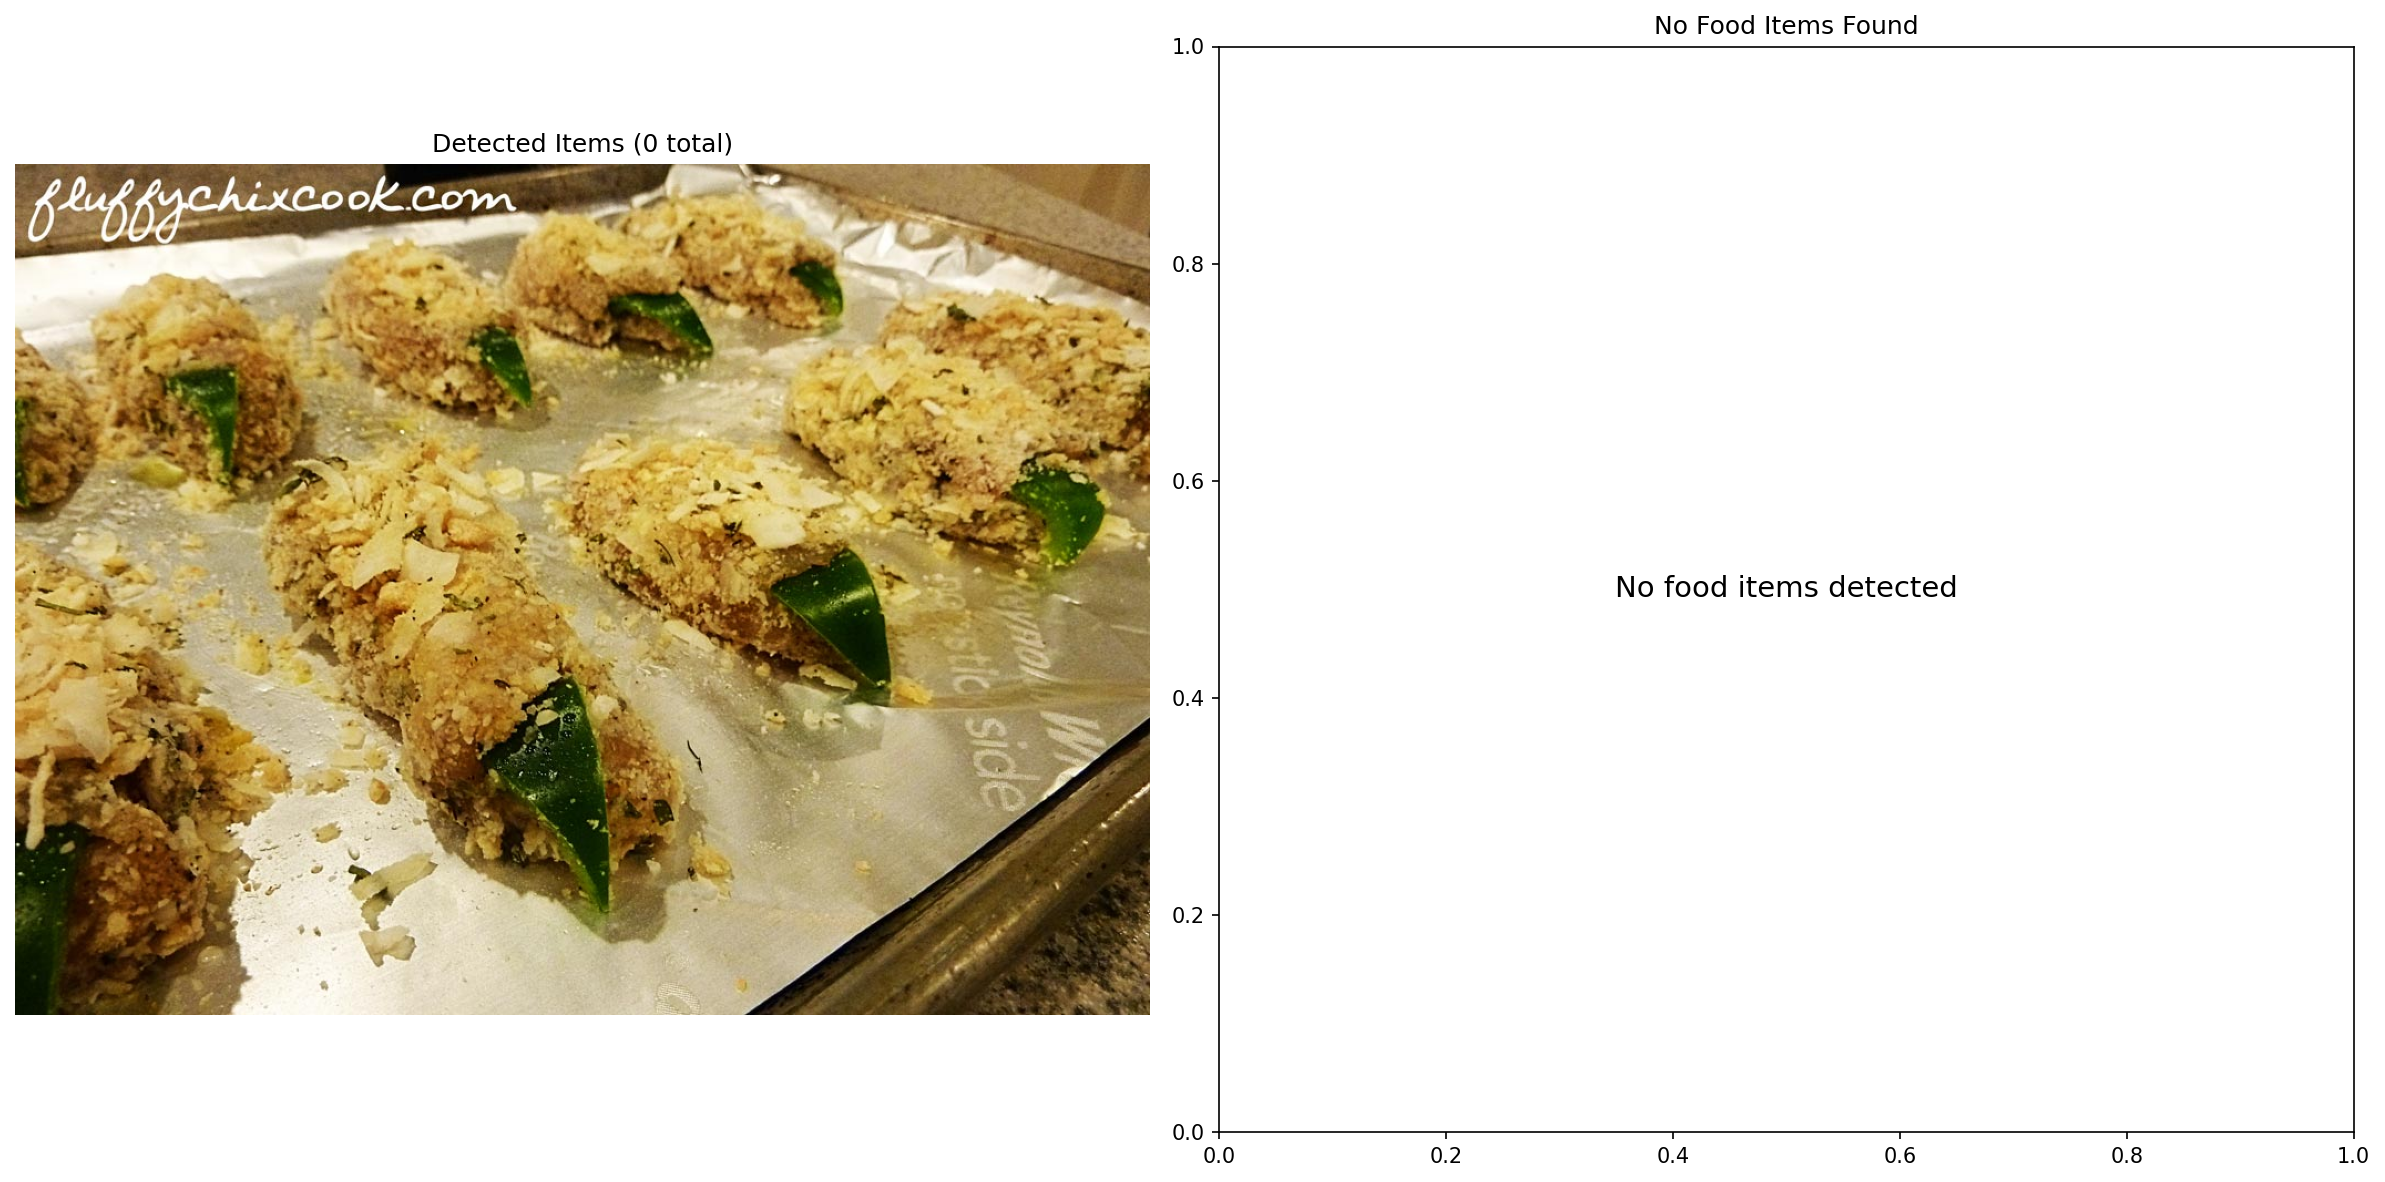 No Food Items Found
Detected Items (0 total)
fluffychixcook.com
1.0
0.8
0.6
0.4
0.2
0.0
No food items detected
0.0 0.2 0.4 0.6 0.8 1.0
side